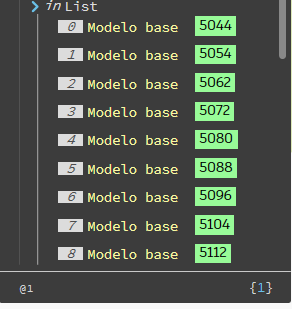 in List
0 Modelo base 5044
1 Modelo base 5054
2 Modelo base 5062
3 Modelo base 5072
4 Modelo base 5080
5 Modelo base 5088
6 Modelo base 5096
7 Modelo base 5104
8 Modelo base 5112
@1 {1}